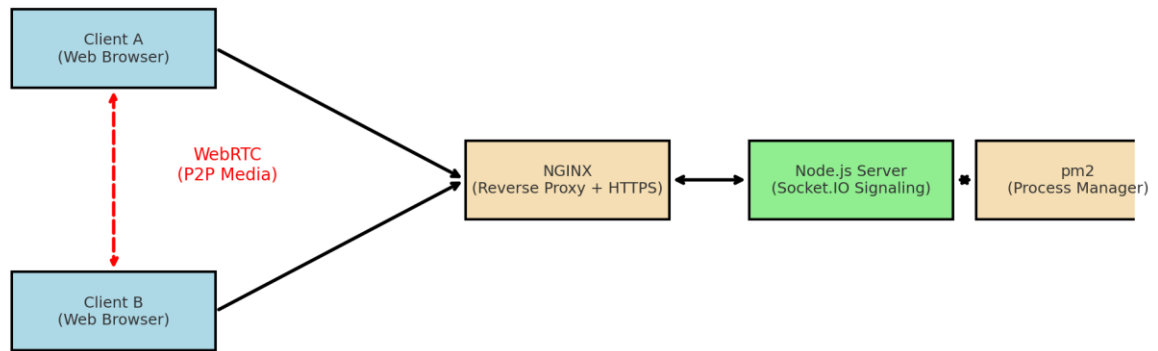 Client A
(Web Browser)
WebRTC
(P2P Media)
NGINX
(Reverse Proxy + HTTPS)
Node.js Server
(Socket.IO Signaling)
pm2
(Process Manager)
Client B
(Web Browser)